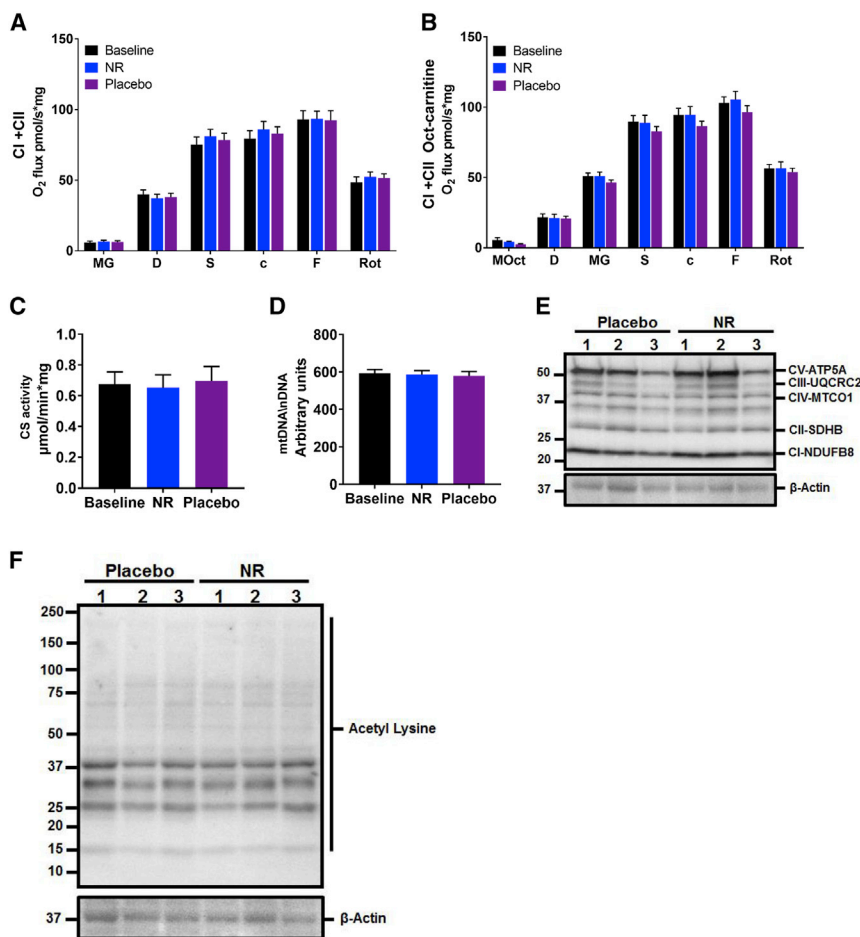 A
Baseline
NR
Placebo
CI +CII
O2 flux pmol/s*mg
150
100
50
0
MG D S c F Rot
B
Baseline
NR
Placebo
CI +CII Oct-carnitine
O2 flux pmol/s*mg
150
100
50
0
MOct D MG S c F Rot
C
CS activity
µmol/min*mg
1.0
0.8
0.6
0.4
0.2
0.0
Baseline NR Placebo
D
mtDNA\nDNA
Arbitrary units
800
600
400
200
0
Baseline NR Placebo
E
Placebo NR
1 2 3 1 2 3
50
37
25
20
CV-ATP5A
CIII-UQCRC2
CIV-MTCO1
CII-SDHB
CI-NDUFB8
37
β-Actin
F
Placebo NR
1 2 3 1 2 3
250
150
100
75
50
37
25
20
15
10
Acetyl Lysine
37
β-Actin